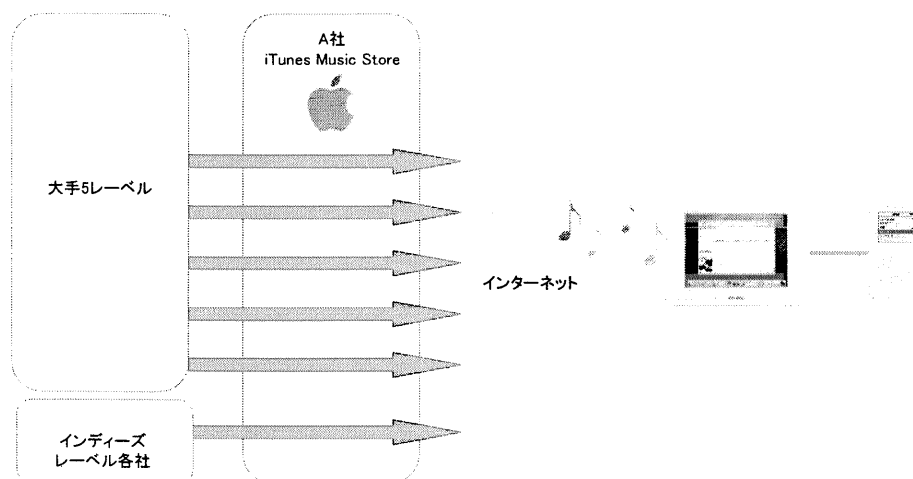 A社
iTunes Music Store
大手5レーベル
インターネット
インディーズ
レーベル各社